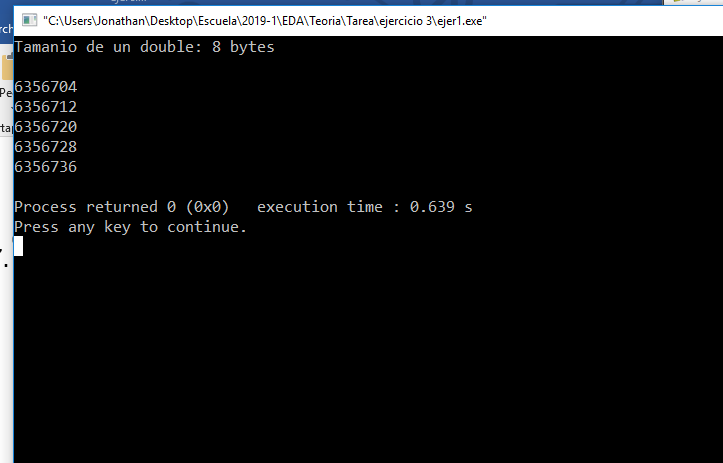 "C:\Users\Jonathan\Desktop\Escuela\2019-1\EDA\Teoria\Tarea\ejercicio 3\ejer1.exe"
Tamanio de un double: 8 bytes
6356704
6356712
6356720
6356728
6356736
Process returned 0 (0x0)   execution time : 0.639 s
Press any key to continue.